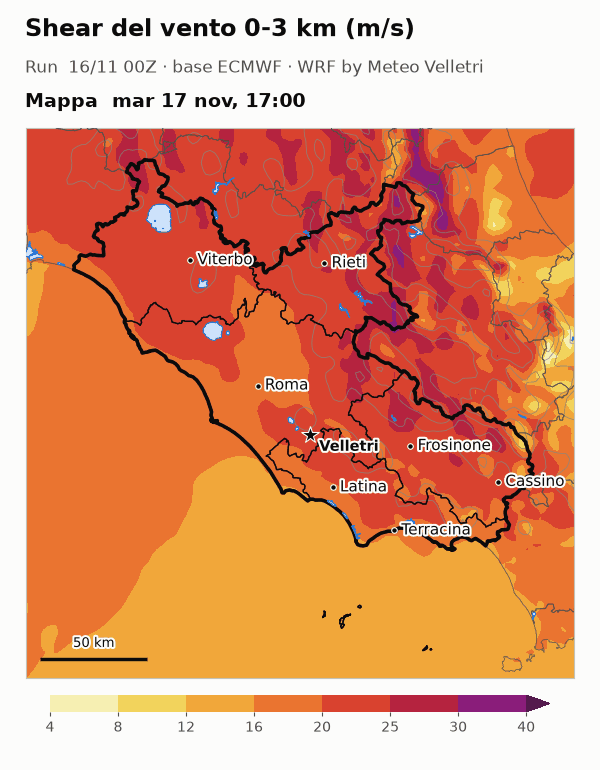 Shear del vento 0-3 km (m/s)
Run  16/11 00Z · base ECMWF · WRF by Meteo Velletri
Mappa  mar 17 nov, 17:00
Viterbo
Rieti
Roma
Velletri
Frosinone
Cassino
Latina
Terracina
50 km
4 8 12 16 20 25 30 40